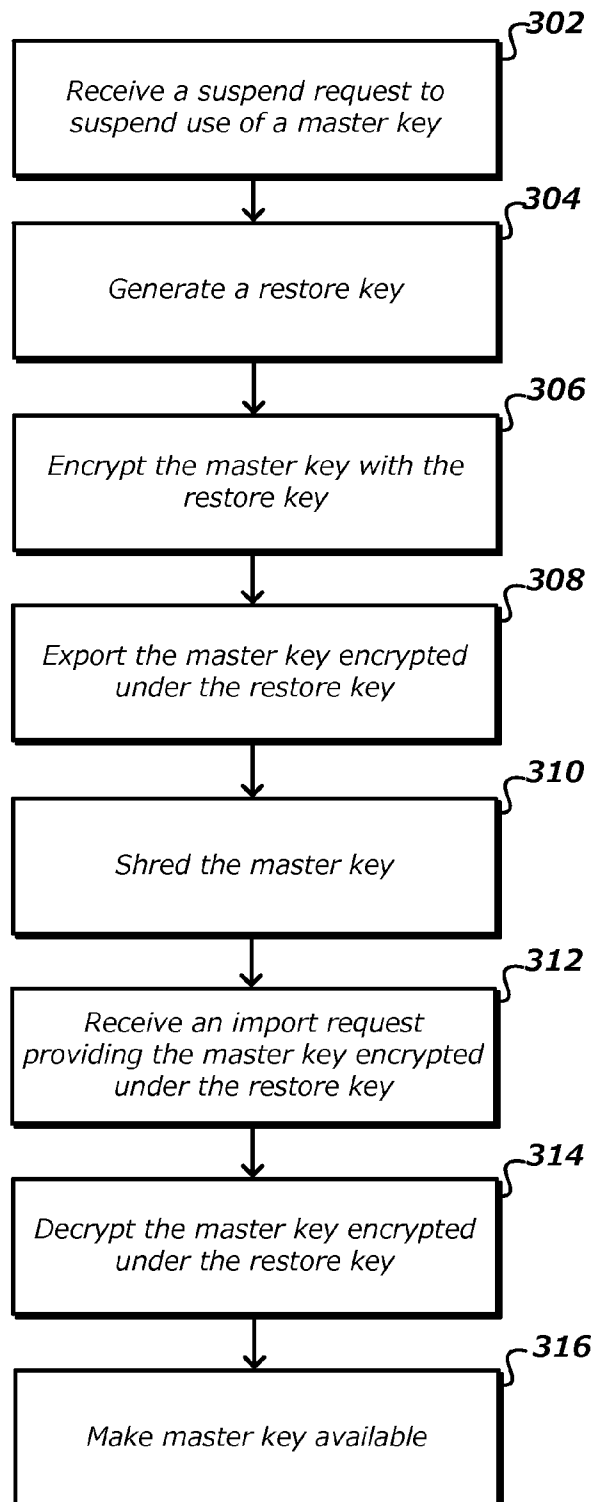 302
Receive a suspend request to
suspend use of a master key
304
Generate a restore key
306
Encrypt the master key with the
restore key
308
Export the master key encrypted
under the restore key
310
Shred the master key
312
Receive an import request
providing the master key encrypted
under the restore key
314
Decrypt the master key encrypted
under the restore key
316
Make master key available